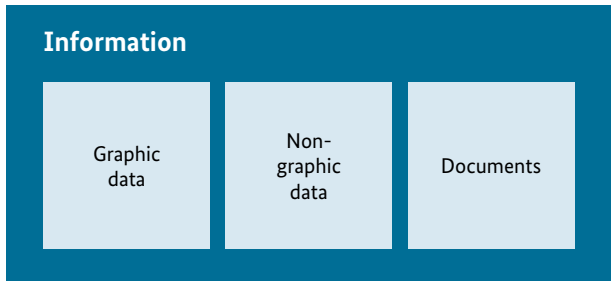 Information
Graphic
data
Non-
graphic
data
Documents